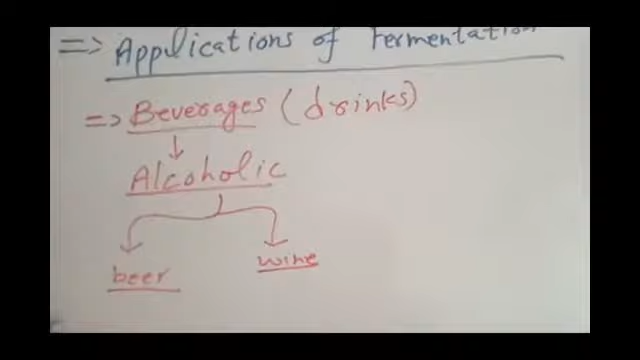 => Applications of Fermentation
=> Beverages (drinks)
Alcoholic
beer
wine